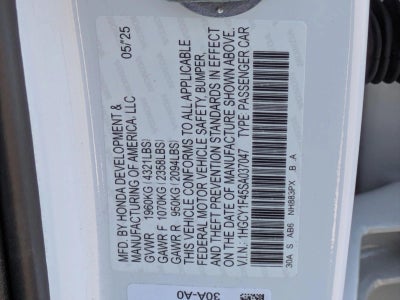 MFD. BY HONDA DEVELOPMENT & 05/25
MANUFACTURING OF AMERICA, LLC
GVWR 1960KG (4321LBS)
GAWR F 1070KG (2358LBS)
GAWR R 950KG (2094LBS)
THIS VEHICLE CONFORMS TO ALL APPLICABLE
FEDERAL MOTOR VEHICLE SAFETY, BUMPER,
AND THEFT PREVENTION STANDARDS IN EFFECT
ON THE DATE OF MANUFACTURE SHOWN ABOVE.
V.I.N.: 1HGCY1F45SA037047 TYPE: PASSENGER CAR
30A S AB6 NH883PX B A
30A-A0